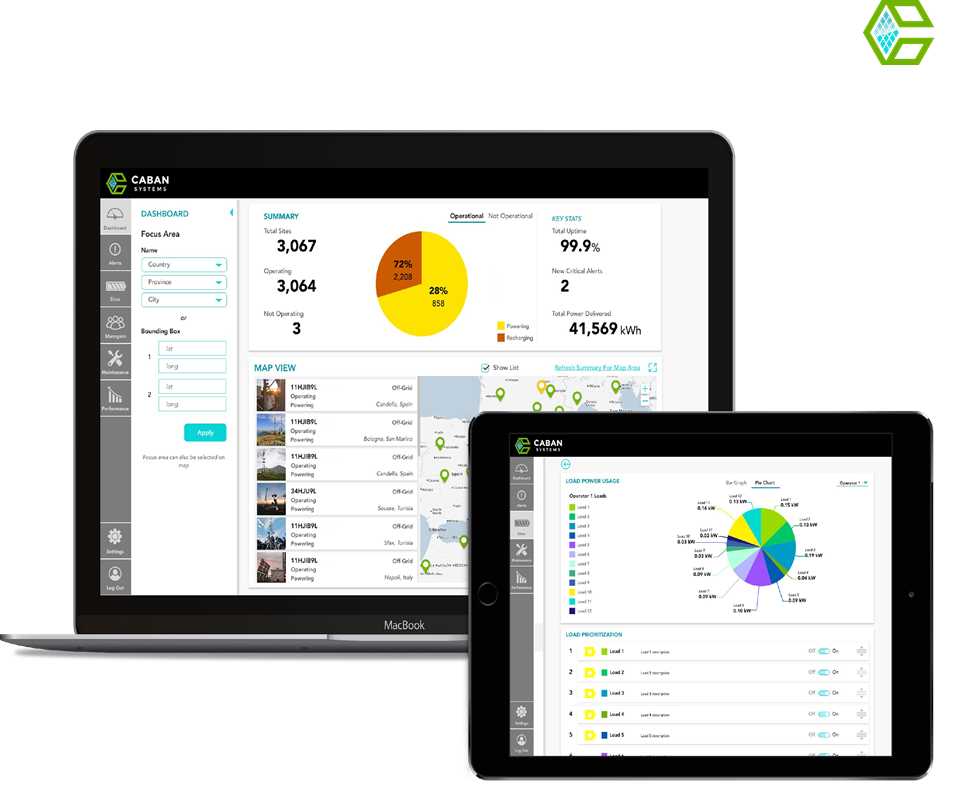 CABAN
SYSTEMS
Dashboard
Alerts
Sites
Managers
Maintenance
Performance
Settings
Log Out
DASHBOARD
Focus Area
Name
Country
Province
City
or
Bounding Box
1
lat
long
2
lat
long
Apply
Focus area can also be selected on
map
SUMMARY
Operational Not Operational
Total Sites
3,067
Operating
3,064
Not Operating
3
72%
2,208
28%
858
Powering
Recharging
KEY STATS
Total Uptime
99.9%
New Critical Alerts
2
Total Power Delivered
41,569 kWh
MAP VIEW
Show List
Refresh Summary For Map Area
11HJIB9L Off-Grid
Operating
Powering Candella, Spain
11HJIB9L Off-Grid
Operating
Powering Bologna, San Marino
11HJIB9L Off-Grid
Operating
Powering Candella, Spain
34HJU9L Off-Grid
Operating
Powering Sousse, Tunisia
11HJIB9L Off-Grid
Operating
Powering Sfax, Tunisia
11HJIB9L Off-Grid
Operating
Powering Napoli, Italy
MacBook
CABAN
SYSTEMS
Dashboard
Alerts
Sites
Maintenance
Performance
Settings
Log Out
LOAD POWER USAGE
Bar Graph Pie Chart
Operator 1
Operator 1 Loads
Load 1
Load 2
Load 3
Load 4
Load 5
Load 6
Load 7
Load 8
Load 9
Load 10
Load 11
Load 12
Load 12
0.13 kW
Load 1
0.15 kW
Load 2
0.13 kW
Load 3
0.19 kW
Load 4
0.04 kW
Load 5
0.09 kW
Load 6
0.10 kW
Load 7
0.09 kW
Load 8
0.09 kW
Load 9
0.03 kW
Load 10
0.03 kW
0.02 kW
Load 11
0.14 kW
LOAD PRIORITIZATION
1 Load 1 Load 1 description Off On
2 Load 2 Load 2 description Off On
3 Load 3 Load 3 description Off On
4 Load 4 Load 4 description Off On
5 Load 5 Load 5 description Off On